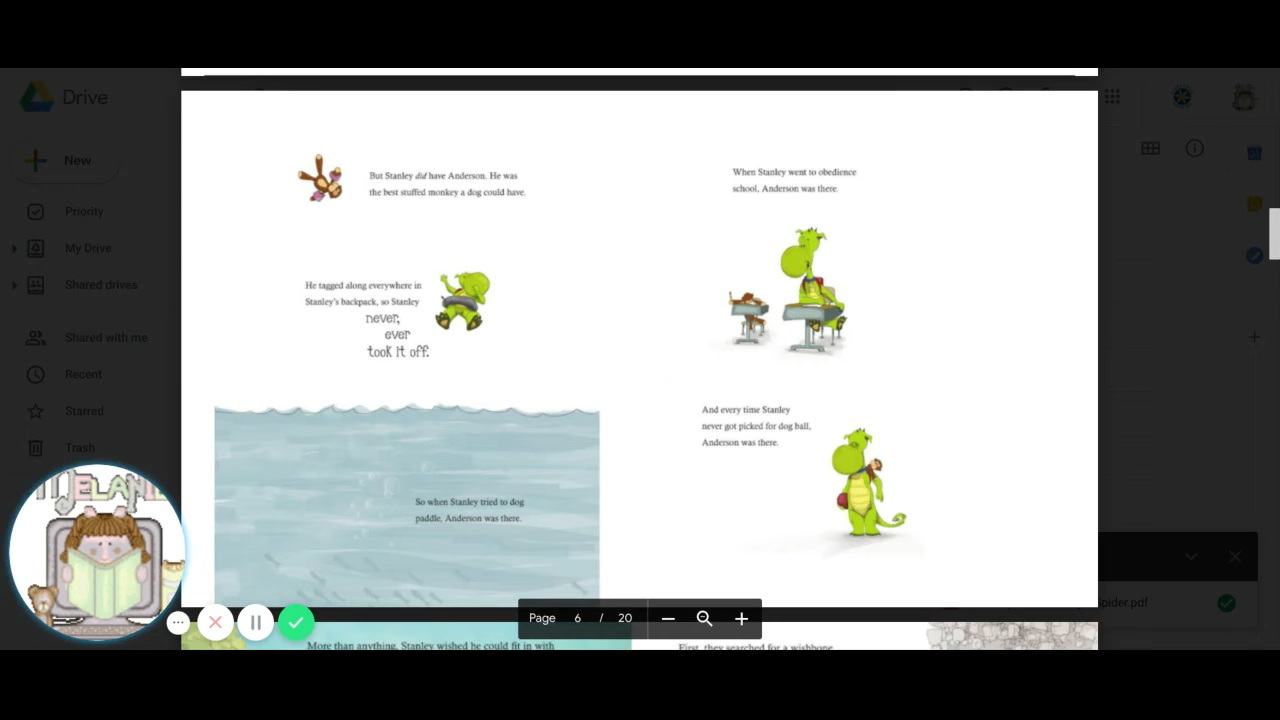 Drive
New
Priority
My Drive
Shared drives
Shared with me
Recent
Starred
Trash
But Stanley did have Anderson. He was
the best stuffed monkey a dog could have.
He tagged along everywhere in
Stanley's backpack, so Stanley
never,
ever
took it off.
So when Stanley tried to dog
paddle, Anderson was there.
When Stanley went to obedience
school, Anderson was there.
And every time Stanley
never got picked for dog ball,
Anderson was there.
Spider.pdf
Page 6 / 20
More than anything, Stanley wished he could fit in with
First, they searched for a wishbone